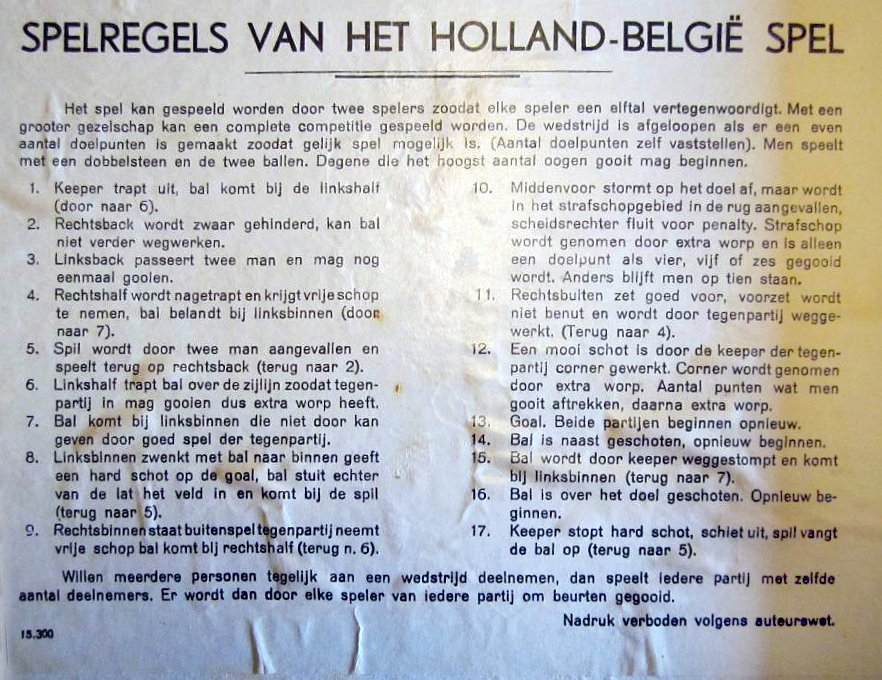 SPELREGELS VAN HET HOLLAND-BELGIË SPEL
Het spel kan gespeeld worden door twee spelers zoodat elke speler een elftal vertegenwoordigt. Met een
grooter gezelschap kan een complete competitie gespeeld worden. De wedstrijd is afgeloopen als er een even
aantal doelpunten is gemaakt zoodat gelijk spel mogelijk is. (Aantal doelpunten zelf vaststellen). Men speelt
met een dobbelsteen en de twee ballen. Degene die het hoogst aantal oogen gooit mag beginnen.
1. Keeper trapt uit, bal komt bij de linkshalf
(door naar 6).
2. Rechtsback wordt zwaar gehinderd, kan bal
niet verder wegwerken.
3. Linksback passeert twee man en mag nog
eenmaal gooien.
4. Rechtshalf wordt nagetrapt en krijgt vrije schop
te nemen, bal belandt bij linksbinnen (door
naar 7).
5. Spil wordt door twee man aangevallen en
speelt terug op rechtsback (terug naar 2).
6. Linkshalf trapt bal over de zijlijn zoodat tegen-
partij in mag gooien dus extra worp heeft.
7. Bal komt bij linksbinnen die niet door kan
geven door goed spel der tegenpartij.
8. Linksbinnen zwenkt met bal naar binnen geeft
een hard schot op de goal, bal stuit echter
van de lat het veld in en komt bij de spil
(terug naar 5).
9. Rechtsbinnen staat buitenspel tegenpartij neemt
vrije schop bal komt bij rechtshalf (terug n. 6).
10. Middenvoor stormt op het doel af, maar wordt
in het strafschopgebied in de rug aangevallen,
scheidsrechter fluit voor penalty. Strafschop
wordt genomen door extra worp en is alleen
een doelpunt als vier, vijf of zes gegooid
wordt. Anders blijft men op tien staan.
11. Rechtsbuiten zet goed voor, voorzet wordt
niet benut en wordt door tegenpartij wegge-
werkt. (Terug naar 4).
12. Een mooi schot is door de keeper der tegen-
partij corner gewerkt. Corner wordt genomen
door extra worp. Aantal punten wat men
gooit aftrekken, daarna extra worp.
13. Goal. Beide partijen beginnen opnieuw.
14. Bal is naast geschoten, opnieuw beginnen.
15. Bal wordt door keeper weggestompt en komt
bij linksbinnen (terug naar 7).
16. Bal is over het doel geschoten. Opnieuw be-
ginnen.
17. Keeper stopt hard schot, schiet uit, spil vangt
de bal op (terug naar 5).
Willen meerdere personen tegelijk aan een wedstrijd deelnemen, dan speelt iedere partij met zelfde
aantal deelnemers. Er wordt dan door elke speler van iedere partij om beurten gegooid.
Nadruk verboden volgens auteurswet.
15.300